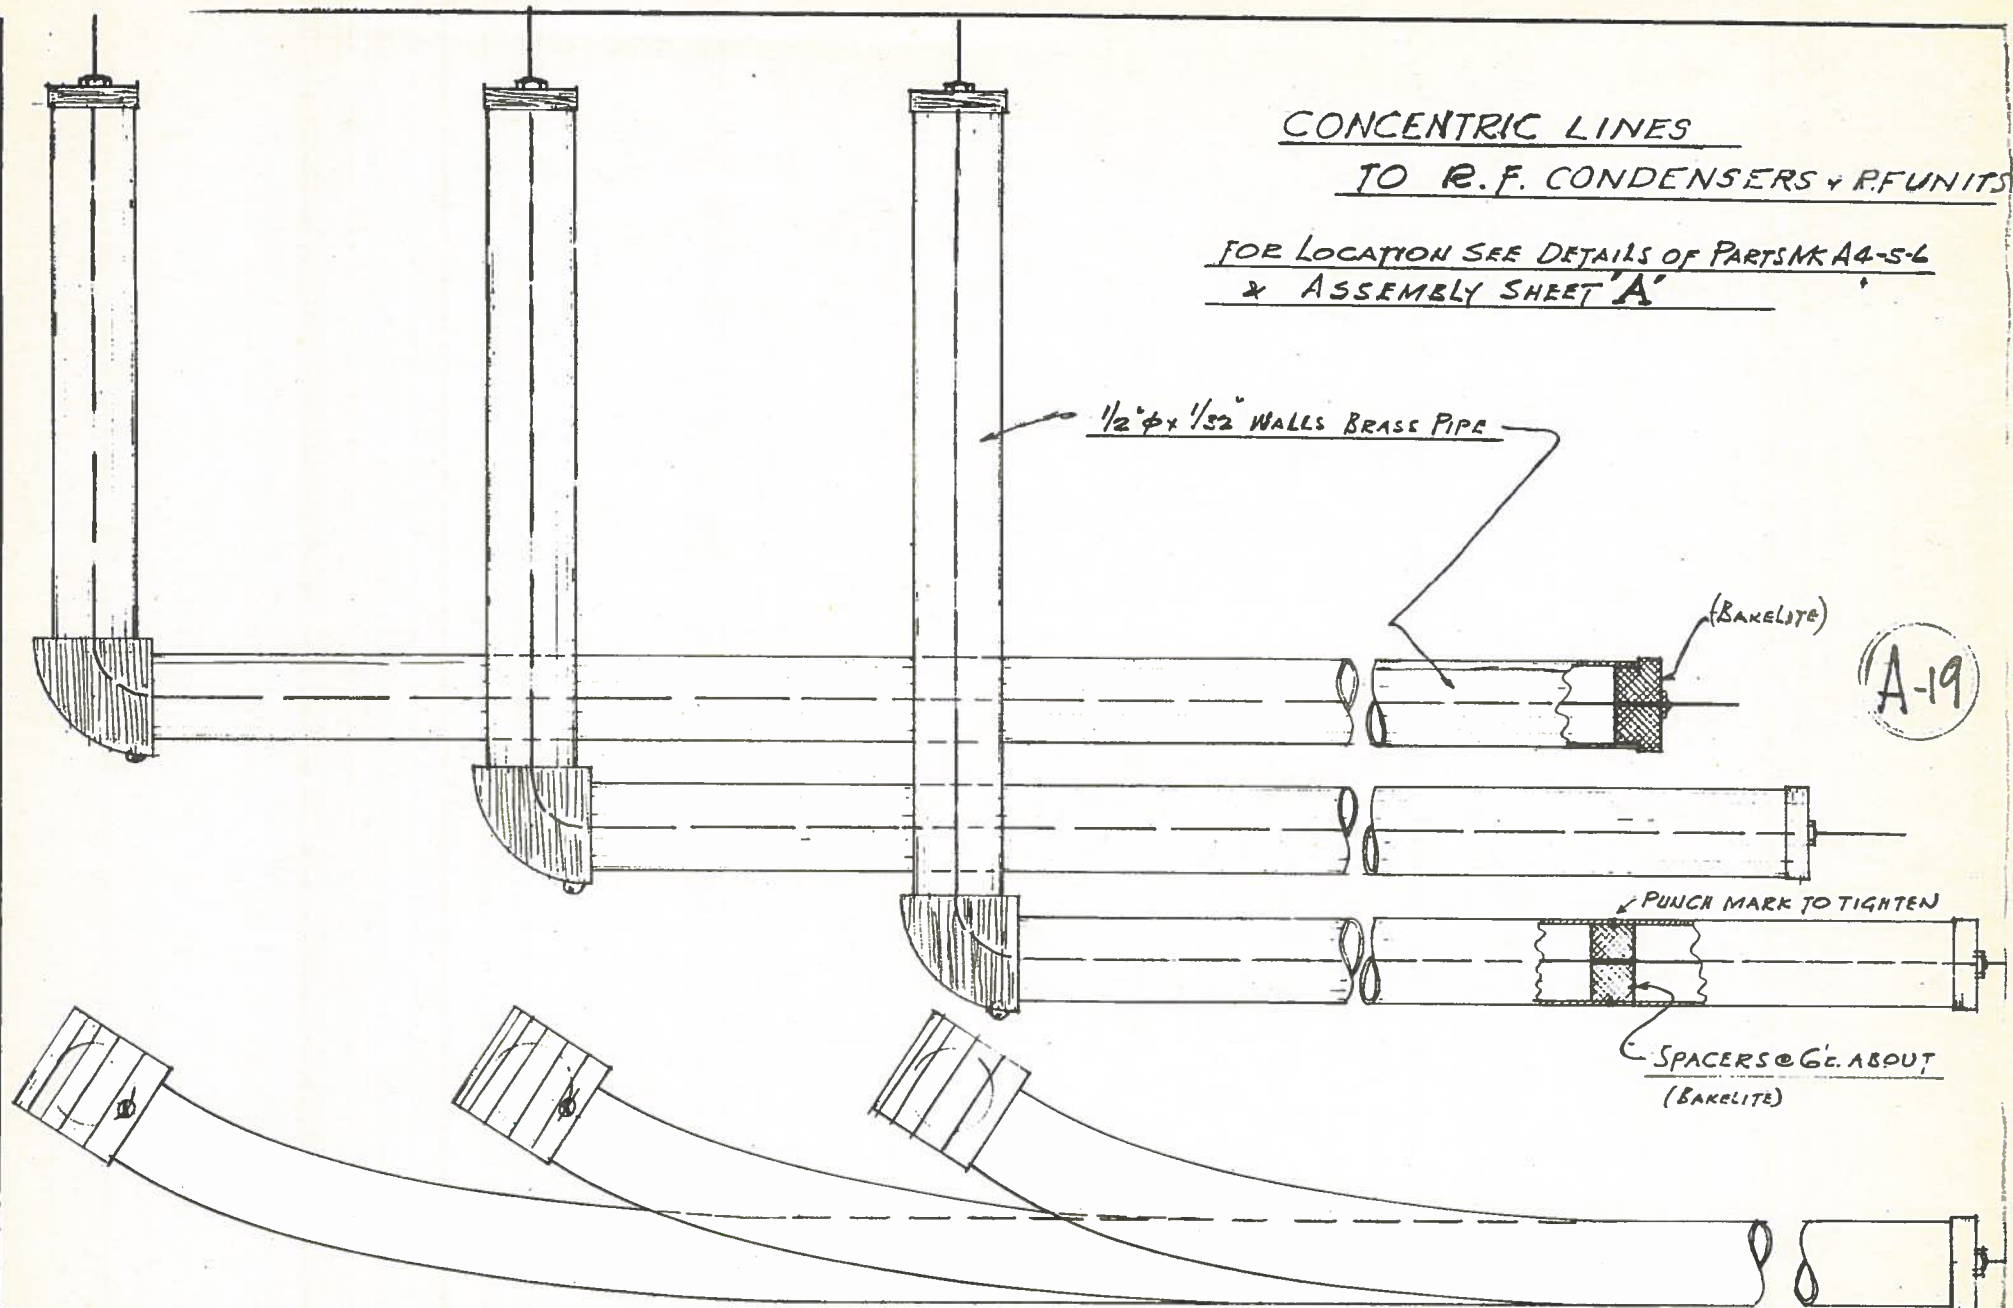 CONCENTRIC LINES
TO R.F. CONDENSERS & R.F UNITS
FOR LOCATION SEE DETAILS OF PARTS MK A4-5-6
& ASSEMBLY SHEET "A"
1/2"φ x 1/32" WALLS BRASS PIPE
(BAKELITE)
A-19
PUNCH MARK TO TIGHTEN
SPACERS @ 6" ABOUT
(BAKELITE)